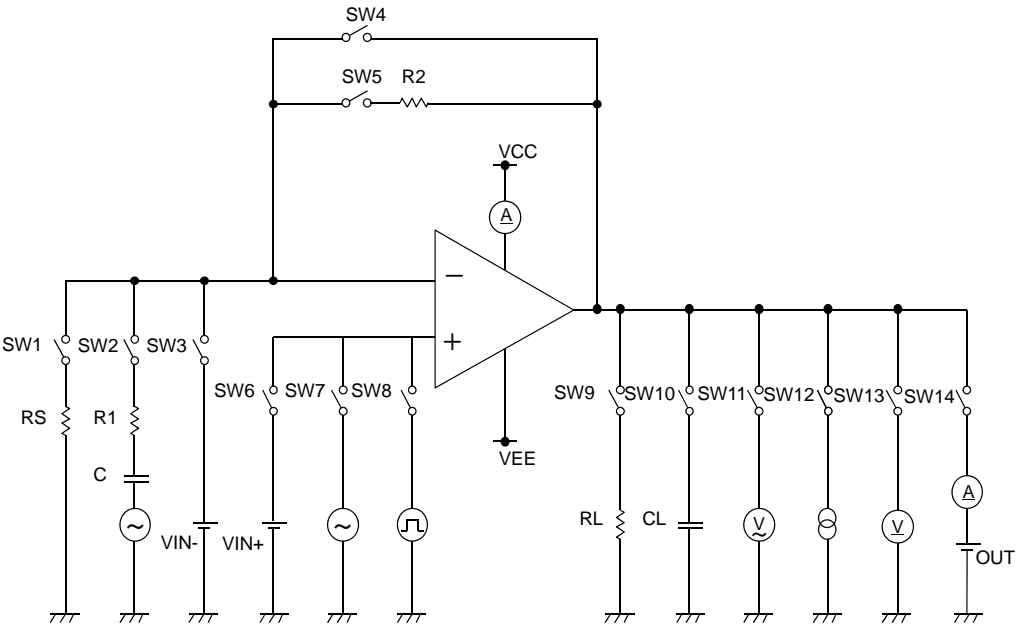 SW4
SW5 R2
VCC
A
−
+
SW1 SW2 SW3
SW6 SW7 SW8
SW9 SW10 SW11 SW12 SW13 SW14
RS R1
VEE
C
A
RL CL V V
VIN- VIN+
OUT